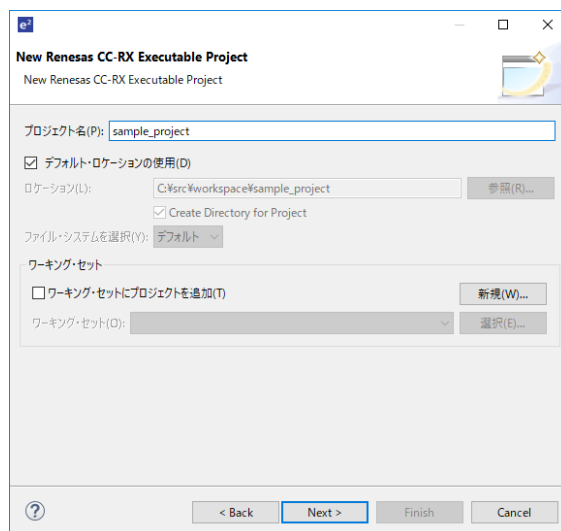 e²
New Renesas CC-RX Executable Project
New Renesas CC-RX Executable Project
プロジェクト名(P): sample_project
デフォルト・ロケーションの使用(D)
ロケーション(L): C:¥src¥workspace¥sample_project 参照(R)...
Create Directory for Project
ファイル・システムを選択(Y): デフォルト
ワーキング・セット
ワーキング・セットにプロジェクトを追加(T) 新規(W)...
ワーキング・セット(O): 選択(E)...
? < Back Next > Finish Cancel